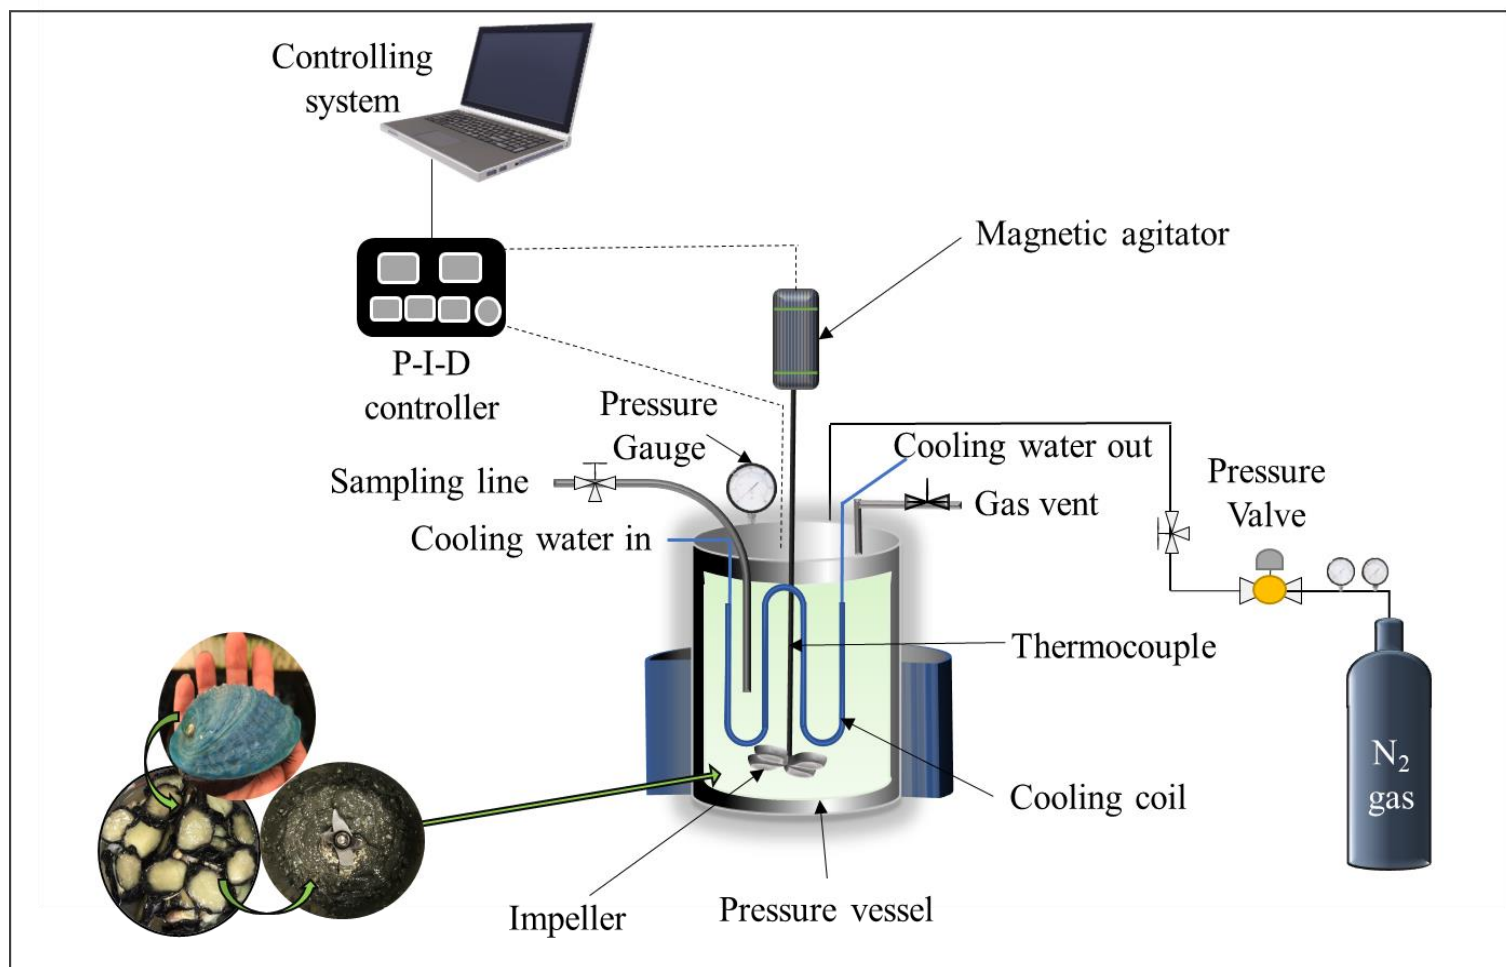 Controlling
system
Magnetic agitator
P-I-D
controller
Pressure
Gauge
Cooling water out
Sampling line
Gas vent
Pressure
Valve
Cooling water in
Thermocouple
N₂
gas
Cooling coil
Impeller
Pressure vessel